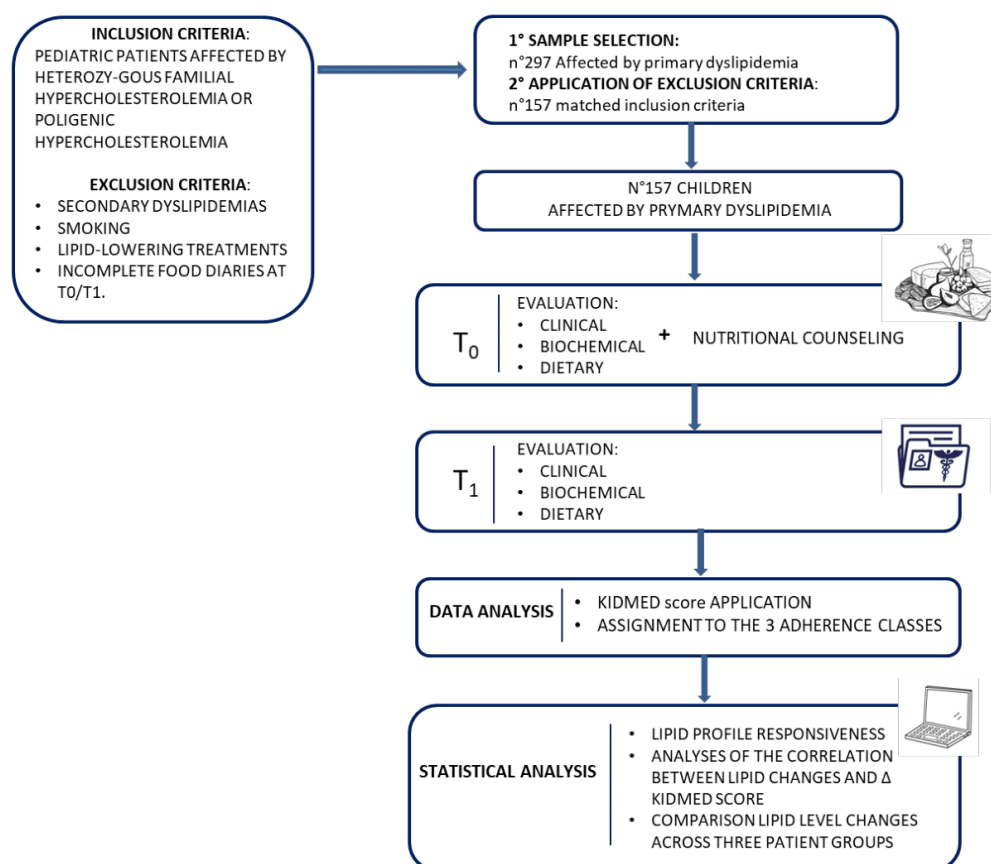 INCLUSION CRITERIA:
PEDIATRIC PATIENTS AFFECTED BY
HETEROZY-GOUS FAMILIAL
HYPERCHOLESTEROLEMIA OR
POLIGENIC
HYPERCHOLESTEROLEMIA
EXCLUSION CRITERIA:
• SECONDARY DYSLIPIDEMIAS
• SMOKING
• LIPID-LOWERING TREATMENTS
• INCOMPLETE FOOD DIARIES AT
T0/T1.
1° SAMPLE SELECTION:
n°297 Affected by primary dyslipidemia
2° APPLICATION OF EXCLUSION CRITERIA:
n°157 matched inclusion criteria
N°157 CHILDREN
AFFECTED BY PRYMARY DYSLIPIDEMIA
T0
EVALUATION:
• CLINICAL
• BIOCHEMICAL
• DIETARY
+ NUTRITIONAL COUNSELING
T1
EVALUATION:
• CLINICAL
• BIOCHEMICAL
• DIETARY
DATA ANALYSIS
• KIDMED score APPLICATION
• ASSIGNMENT TO THE 3 ADHERENCE CLASSES
STATISTICAL ANALYSIS
• LIPID PROFILE RESPONSIVENESS
• ANALYSES OF THE CORRELATION
BETWEEN LIPID CHANGES AND Δ
KIDMED SCORE
• COMPARISON LIPID LEVEL CHANGES
ACROSS THREE PATIENT GROUPS